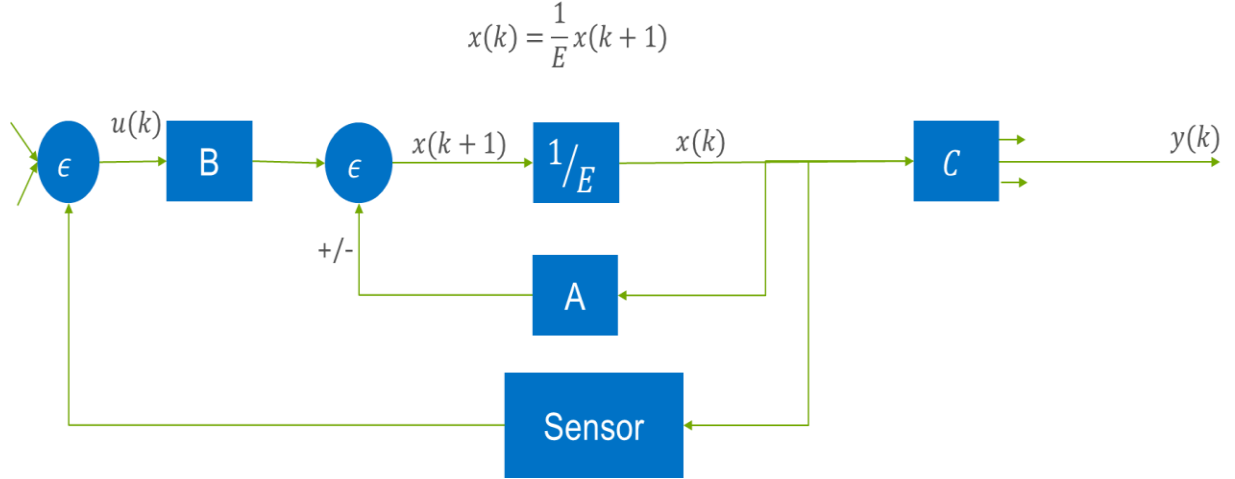 x(k) = 1/E x(k + 1)
ϵ
u(k)
B
ϵ
x(k + 1)
1/E
x(k)
C
y(k)
+/-
A
Sensor